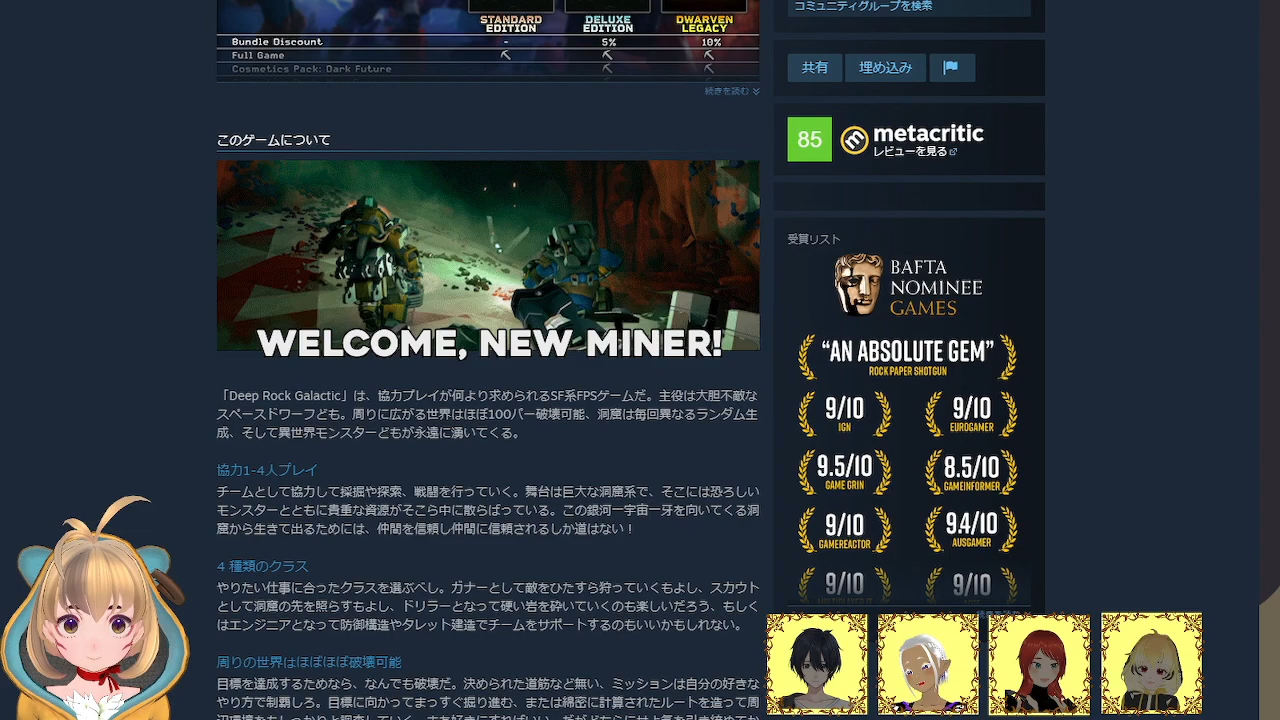 STANDARD EDITION
DELUXE EDITION
DWARVEN LEGACY
Bundle Discount - 5% 10%
Full Game
Cosmetics Pack: Dark Future
続きを読む
このゲームについて
WELCOME, NEW MINER!
「Deep Rock Galactic」は、協力プレイが何より求められるSF系FPSゲームだ。主役は大胆不敵な
スペースドワーフども。周りに広がる世界はほぼ100パー破壊可能、洞窟は毎回異なるランダム生
成、そして異世界モンスターどもが永遠に湧いてくる。
協力1-4人プレイ
チームとして協力して採掘や探索、戦闘を行っていく。舞台は巨大な洞窟系で、そこには恐ろしい
モンスターとともに貴重な資源がそこら中に散らばっている。この銀河一宇宙一牙を向いてくる洞
窟から生きて出るためには、仲間を信頼し仲間に信頼されるしか道はない！
4 種類のクラス
やりたい仕事に合ったクラスを選ぶべし。ガナーとして敵をひたすら狩っていくもよし、スカウト
として洞窟の先を照らすもよし、ドリラーとなって硬い岩を砕いていくのも楽しいだろう、もしく
はエンジニアとなって防御構造やタレット建造でチームをサポートするのもいいかもしれない。
周りの世界はほぼほぼ破壊可能
目標を達成するためなら、なんでも破壊だ。決められた道筋など無い、ミッションは自分の好きな
やり方で制覇しろ。目標に向かってまっすぐ掘り進む、または綿密に計算されたルートを造って周
コミュニティグループを検索
共有
埋め込み
85
metacritic
レビューを見る
受賞リスト
BAFTA
NOMINEE
GAMES
“AN ABSOLUTE GEM”
ROCK PAPER SHOTGUN
9/10
IGN
9/10
EUROGAMER
9.5/10
GAME GRIN
8.5/10
GAMEINFORMER
9/10
GAMEREACTOR
9.4/10
AUSGAMER
9/10
9/10
続きを読む